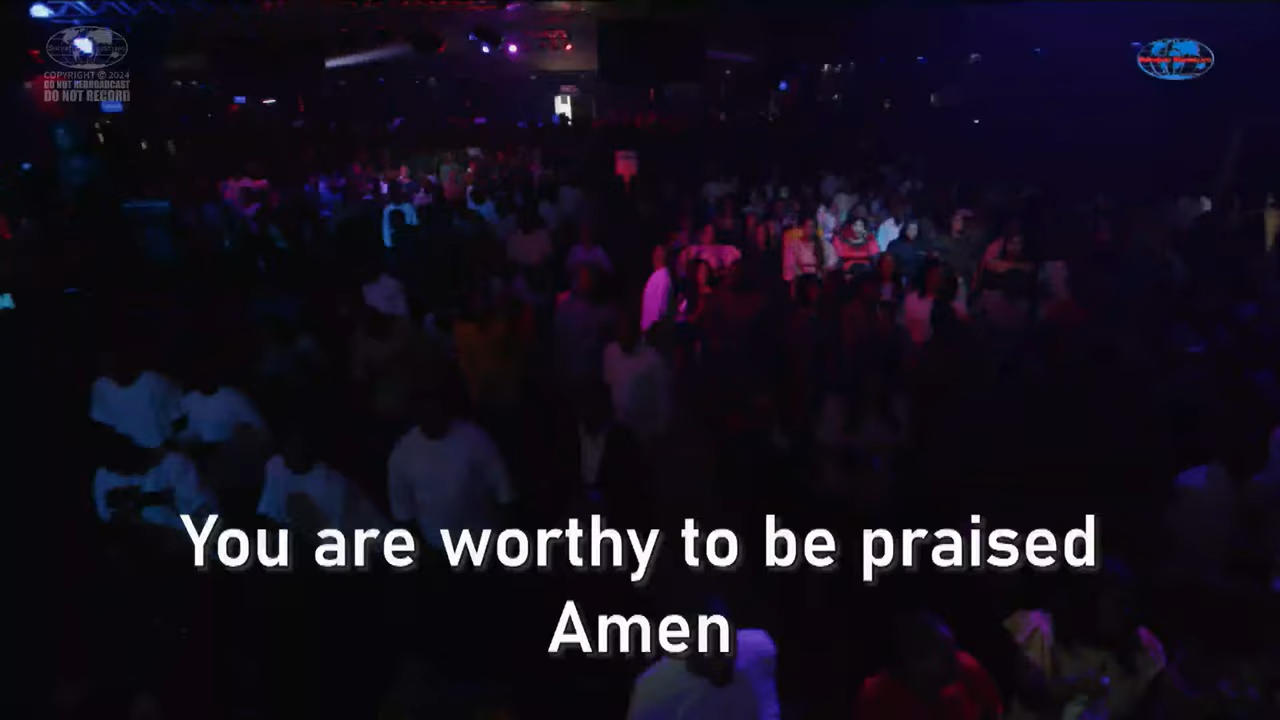 COPYRIGHT © 2024
DO NOT REBROADCAST
DO NOT RECORD
You are worthy to be praised
Amen